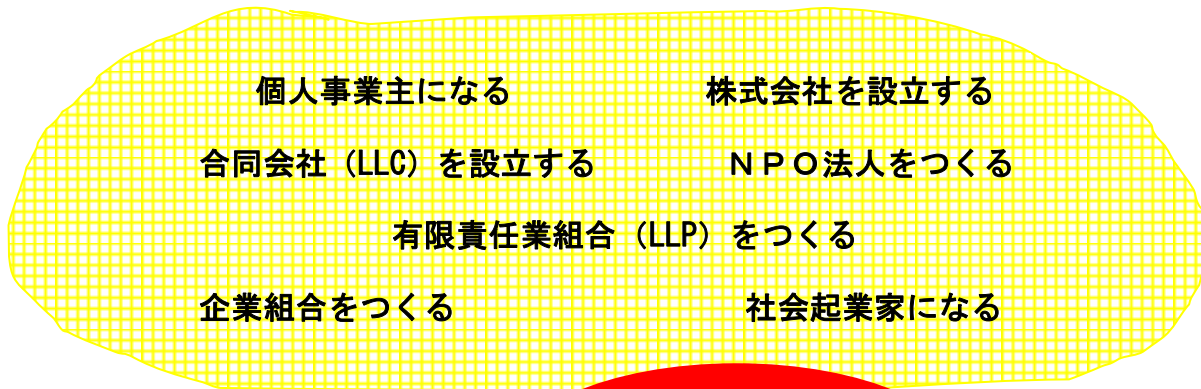 個人事業主になる 株式会社を設立する
合同会社（LLC）を設立する ＮＰＯ法人をつくる
有限責任業組合（LLP）をつくる
企業組合をつくる 社会起業家になる